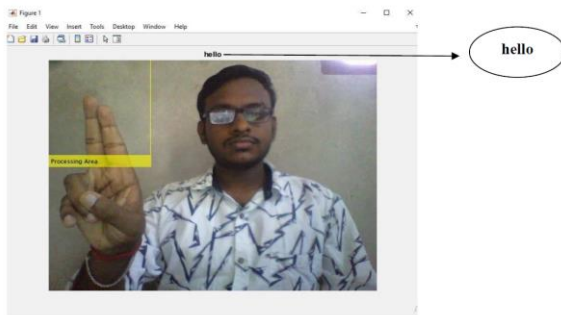 Figure 1
File Edit View Insert Tools Desktop Window Help
hello
hello
Processing Area